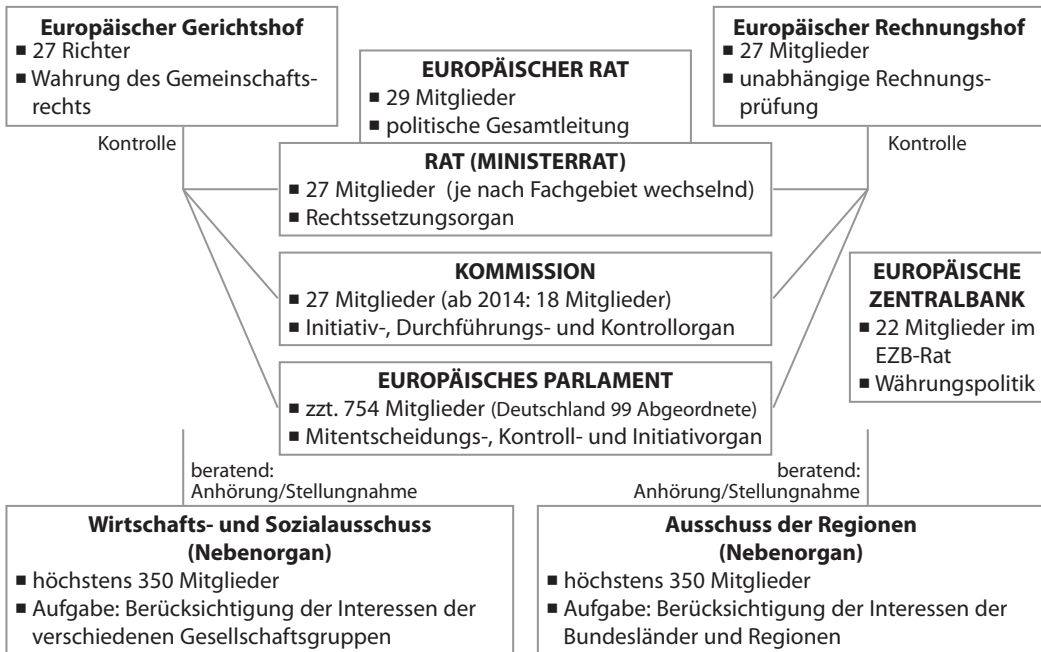 Europäischer Gerichtshof
■ 27 Richter
■ Wahrung des Gemeinschafts-
rechts
Kontrolle
EUROPÄISCHER RAT
■ 29 Mitglieder
■ politische Gesamtleitung
Europäischer Rechnungshof
■ 27 Mitglieder
■ unabhängige Rechnungs-
prüfung
Kontrolle
RAT (MINISTERRAT)
■ 27 Mitglieder (je nach Fachgebiet wechselnd)
■ Rechtssetzungsorgan
KOMMISSION
■ 27 Mitglieder (ab 2014: 18 Mitglieder)
■ Initiativ-, Durchführungs- und Kontrollorgan
EUROPÄISCHE
ZENTRALBANK
■ 22 Mitglieder im
EZB-Rat
■ Währungspolitik
EUROPÄISCHES PARLAMENT
■ zzt. 754 Mitglieder (Deutschland 99 Abgeordnete)
■ Mitentscheidungs-, Kontroll- und Initiativorgan
beratend:
Anhörung/Stellungnahme
beratend:
Anhörung/Stellungnahme
Wirtschafts- und Sozialausschuss
(Nebenorgan)
■ höchstens 350 Mitglieder
■ Aufgabe: Berücksichtigung der Interessen der
verschiedenen Gesellschaftsgruppen
Ausschuss der Regionen
(Nebenorgan)
■ höchstens 350 Mitglieder
■ Aufgabe: Berücksichtigung der Interessen der
Bundesländer und Regionen